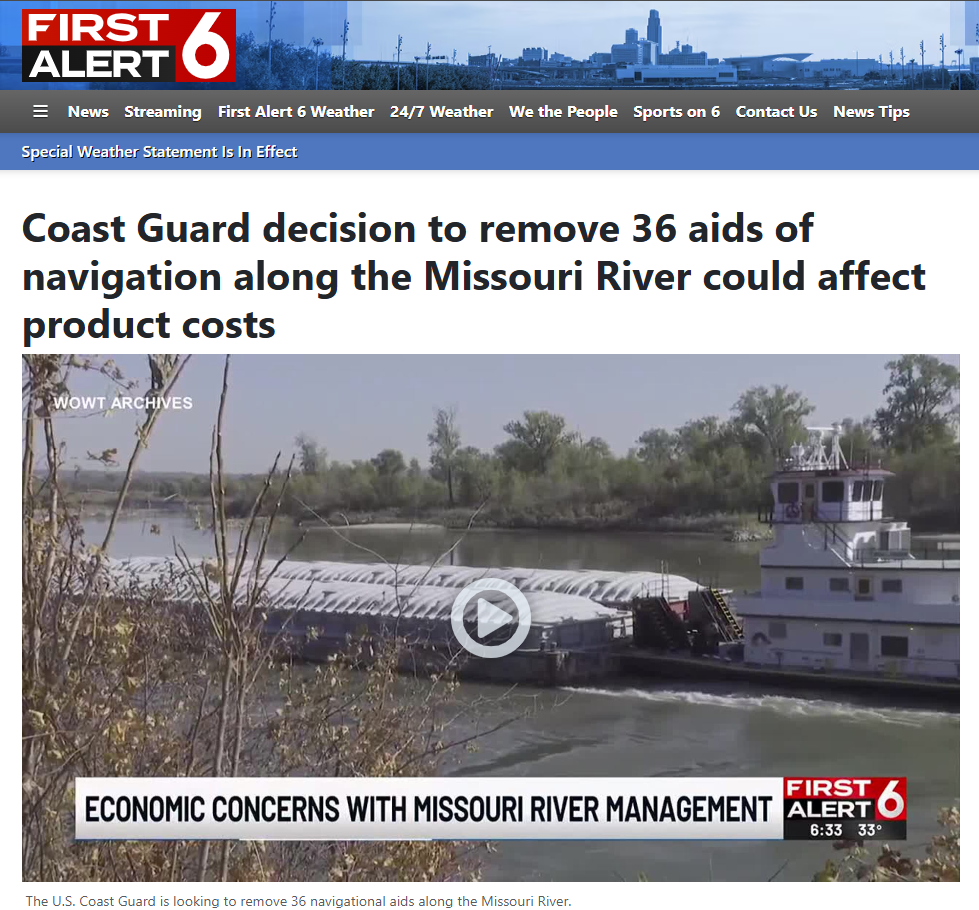 FIRST
ALERT 6
☰ News Streaming First Alert 6 Weather 24/7 Weather We the People Sports on 6 Contact Us News Tips
Special Weather Statement Is In Effect
Coast Guard decision to remove 36 aids of
navigation along the Missouri River could affect
product costs
WOWT ARCHIVES
ECONOMIC CONCERNS WITH MISSOURI RIVER MANAGEMENT
FIRST
ALERT 6
6:33 33°
The U.S. Coast Guard is looking to remove 36 navigational aids along the Missouri River.